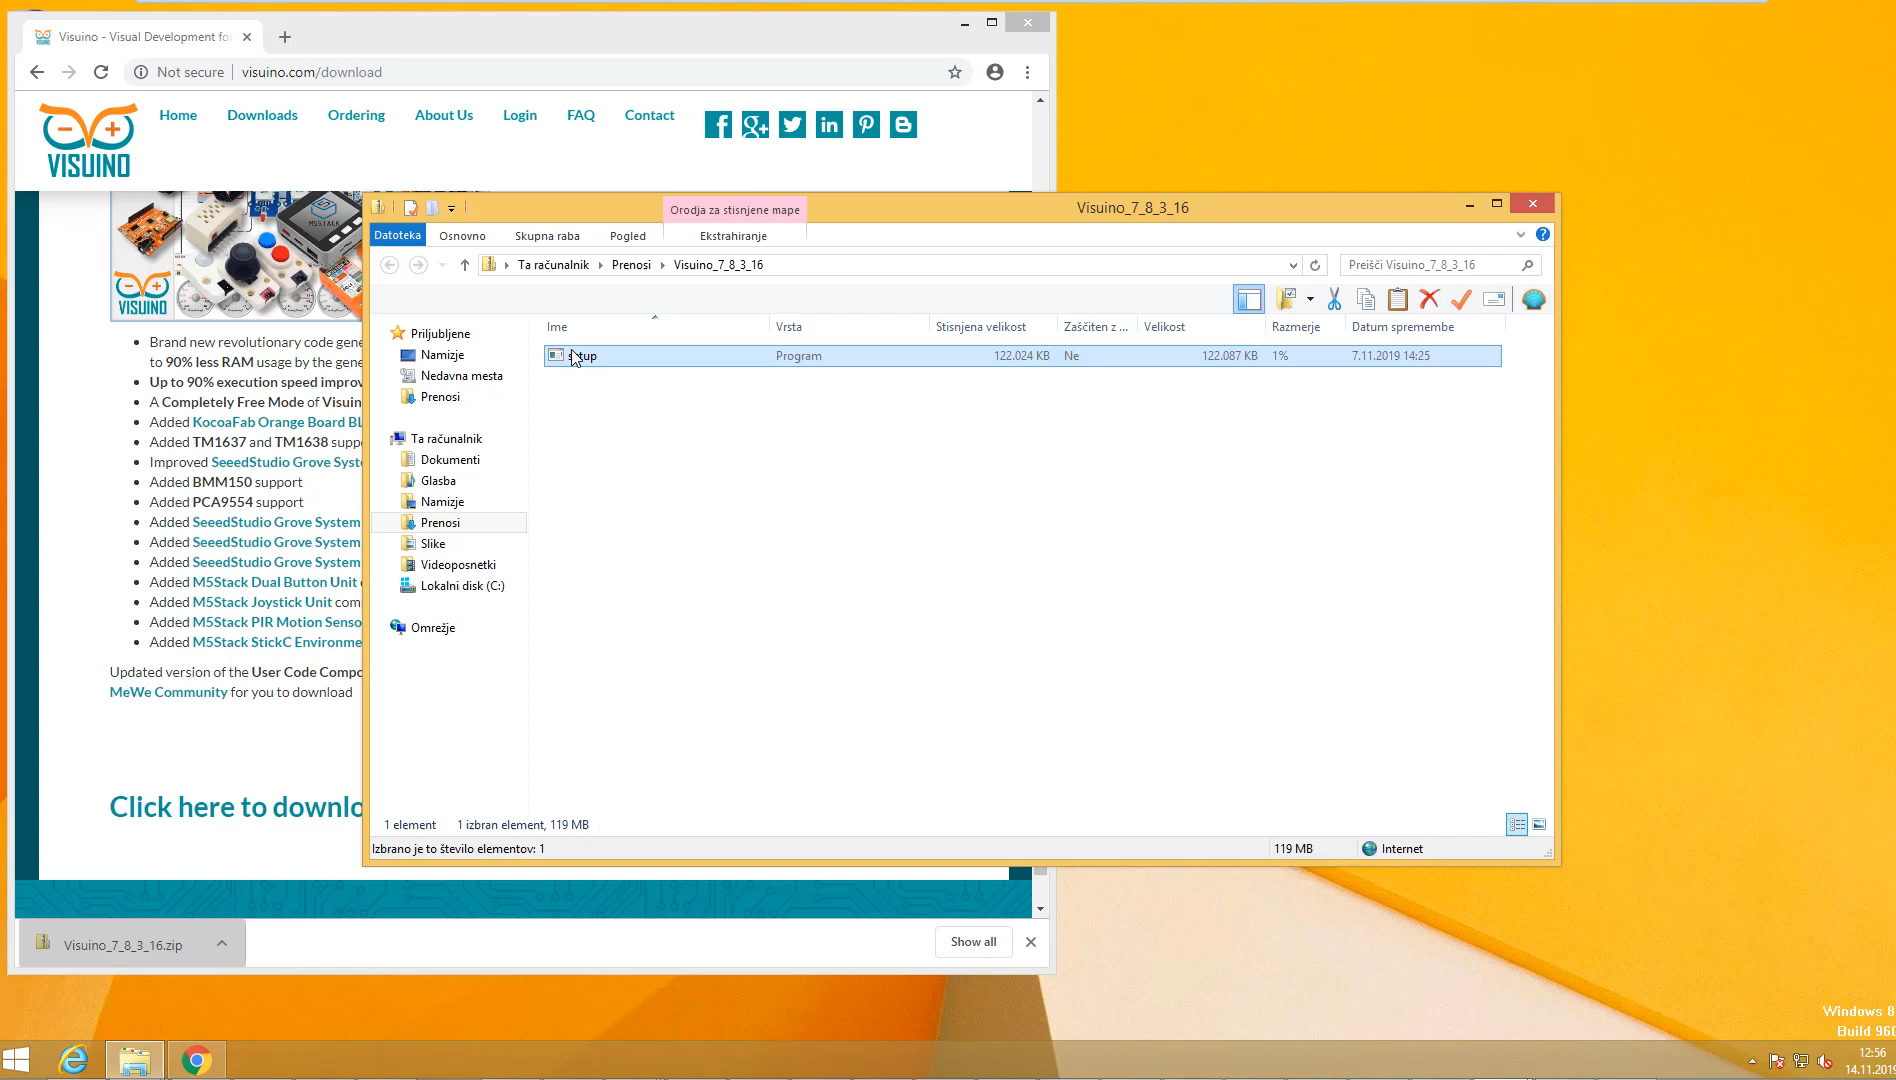 Visuino - Visual Development for
Not secure
visuino.com/download
Home
Downloads
Ordering
About Us
Login
FAQ
Contact
VISUINO
M5STACK
VISUINO
Brand new revolutionary code gene
to 90% less RAM usage by the gene
Up to 90% execution speed improv
A Completely Free Mode of Visuin
Added KocoaFab Orange Board BL
Added TM1637 and TM1638 supp
Improved SeeedStudio Grove Syst
Added BMM150 support
Added PCA9554 support
Added SeeedStudio Grove System
Added SeeedStudio Grove System
Added SeeedStudio Grove System
Added M5Stack Dual Button Unit
Added M5Stack Joystick Unit com
Added M5Stack PIR Motion Senso
Added M5Stack StickC Environme
Updated version of the User Code Compo
MeWe Community for you to download
Click here to downlo
Visuino_7_8_3_16.zip
Show all
Orodja za stisnjene mape
Visuino_7_8_3_16
Datoteka
Osnovno
Skupna raba
Pogled
Ekstrahiranje
Ta računalnik
Prenosi
Visuino_7_8_3_16
Preišči Visuino_7_8_3_16
Ime
Vrsta
Stisnjena velikost
Zaščiten z ...
Velikost
Razmerje
Datum spremembe
setup
Program
122.024 KB
Ne
122.087 KB
1%
7.11.2019 14:25
Priljubljene
Namizje
Nedavna mesta
Prenosi
Ta računalnik
Dokumenti
Glasba
Namizje
Prenosi
Slike
Videoposnetki
Lokalni disk (C:)
Omrežje
1 element
1 izbran element, 119 MB
Izbrano je to število elementov: 1
119 MB
Internet
Windows 8
Build 960
12:56
14.11.2019